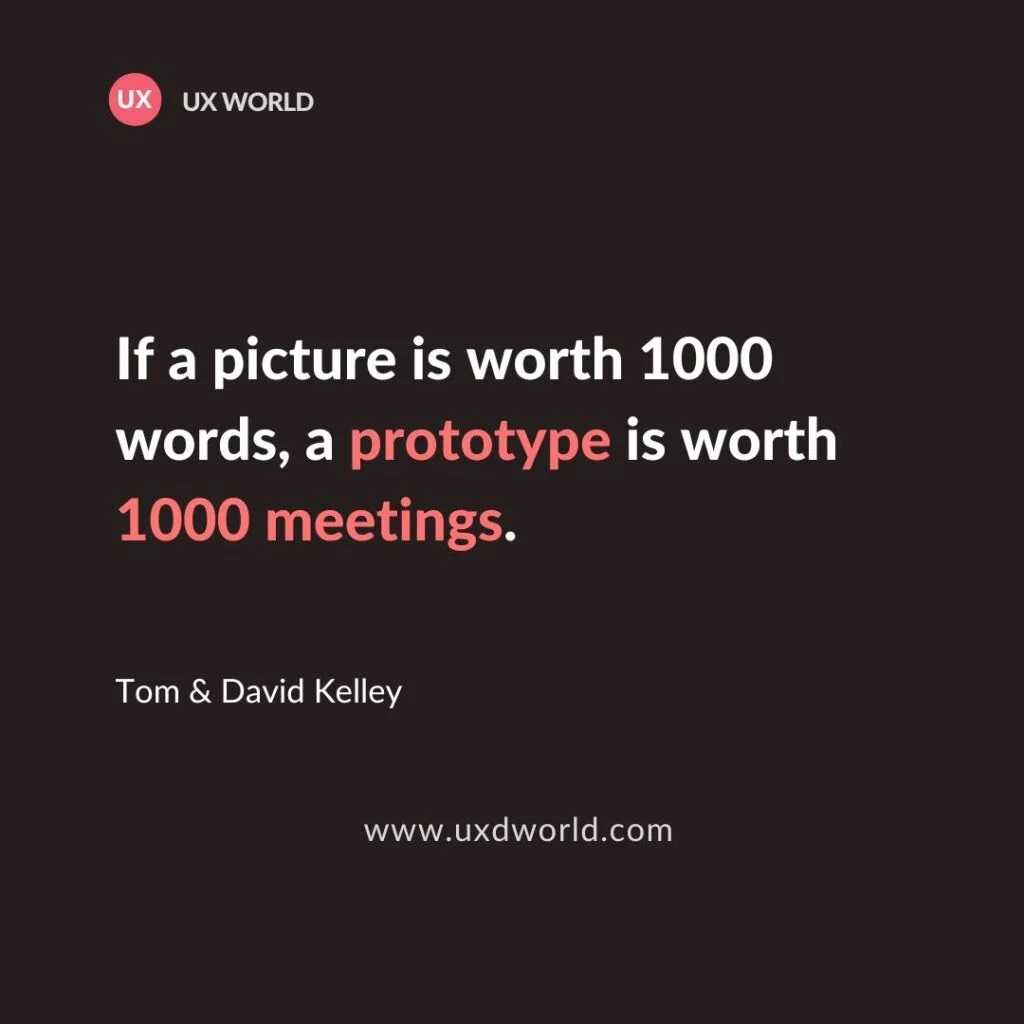 UX
UX WORLD
If a picture is worth 1000
words, a prototype is worth
1000 meetings.
Tom & David Kelley
www.uxdworld.com